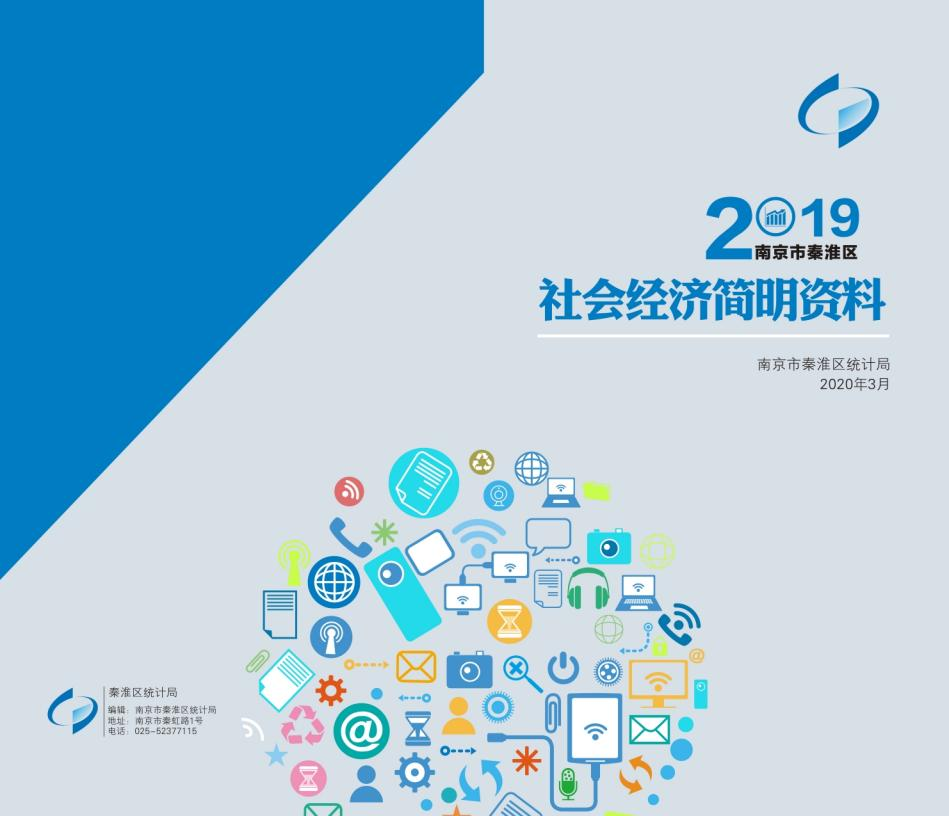 2019
南京市秦淮区
社会经济简明资料
南京市秦淮区统计局
2020年3月
秦淮区统计局
编辑：南京市秦淮区统计局
地址：南京市秦虹路1号
电话：025-52377115